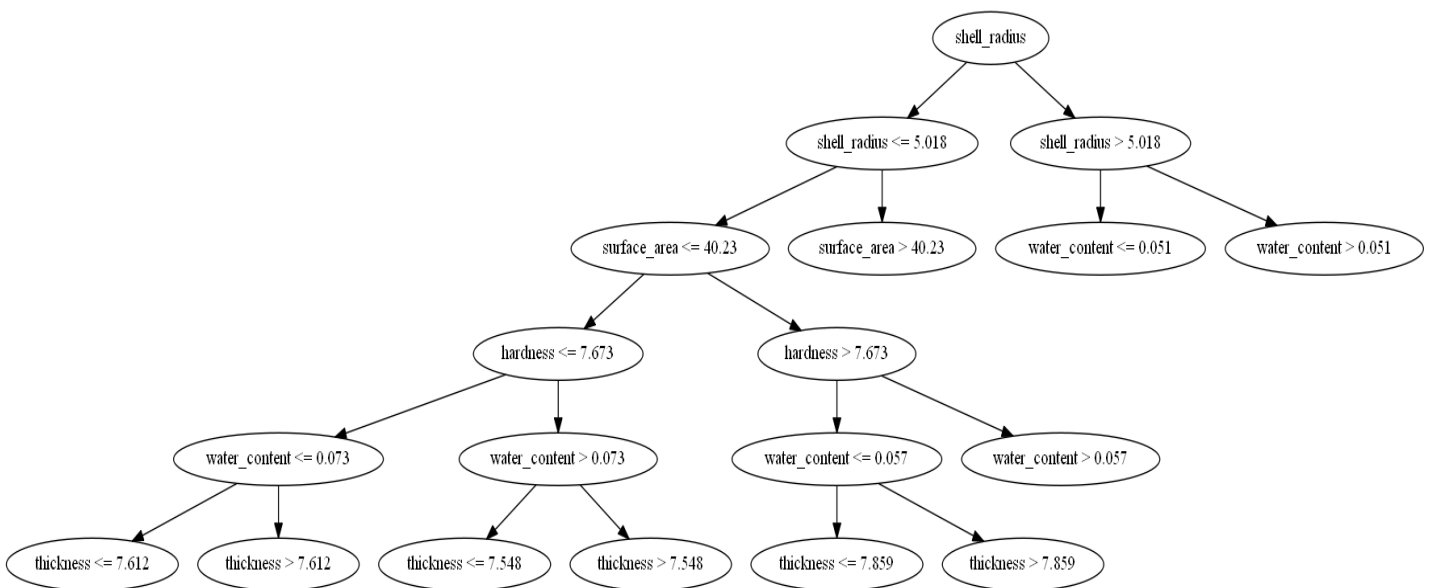 shell_radius
shell_radius <= 5.018
shell_radius > 5.018
surface_area <= 40.23
surface_area > 40.23
water_content <= 0.051
water_content > 0.051
hardness <= 7.673
hardness > 7.673
water_content <= 0.073
water_content > 0.073
water_content <= 0.057
water_content > 0.057
thickness <= 7.612
thickness > 7.612
thickness <= 7.548
thickness > 7.548
thickness <= 7.859
thickness > 7.859